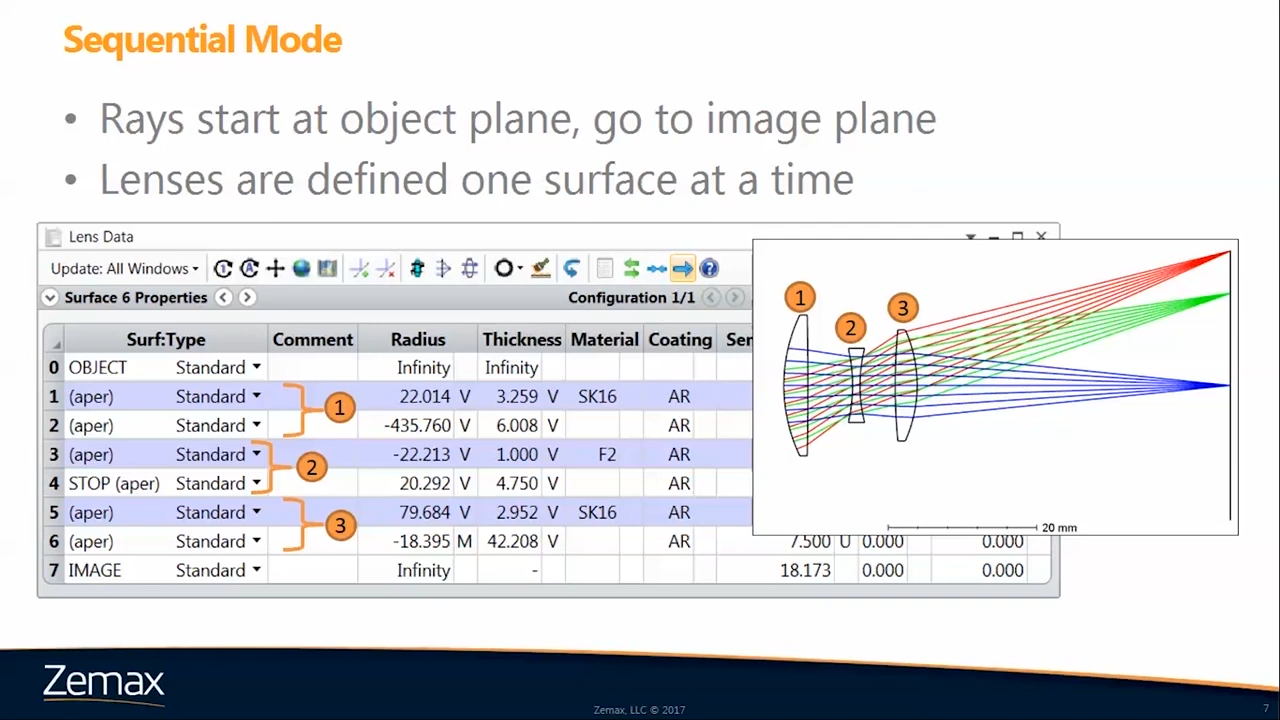 Sequential Mode
• Rays start at object plane, go to image plane
• Lenses are defined one surface at a time
Lens Data
Update: All Windows
Surface 6 Properties Configuration 1/1
Surf:Type Comment Radius Thickness Material Coating
0 OBJECT Standard Infinity Infinity
1 (aper) Standard 22.014 V 3.259 V SK16 AR
2 (aper) Standard -435.760 V 6.008 V AR
3 (aper) Standard -22.213 V 1.000 V F2 AR
4 STOP (aper) Standard 20.292 V 4.750 V AR
5 (aper) Standard 79.684 V 2.952 V SK16 AR
6 (aper) Standard -18.395 M 42.208 V AR 7.500 U 0.000 0.000
7 IMAGE Standard Infinity - 18.173 0.000 0.000
1
2
3
1
2
3
20 mm
Zemax
Zemax, LLC © 2017
7